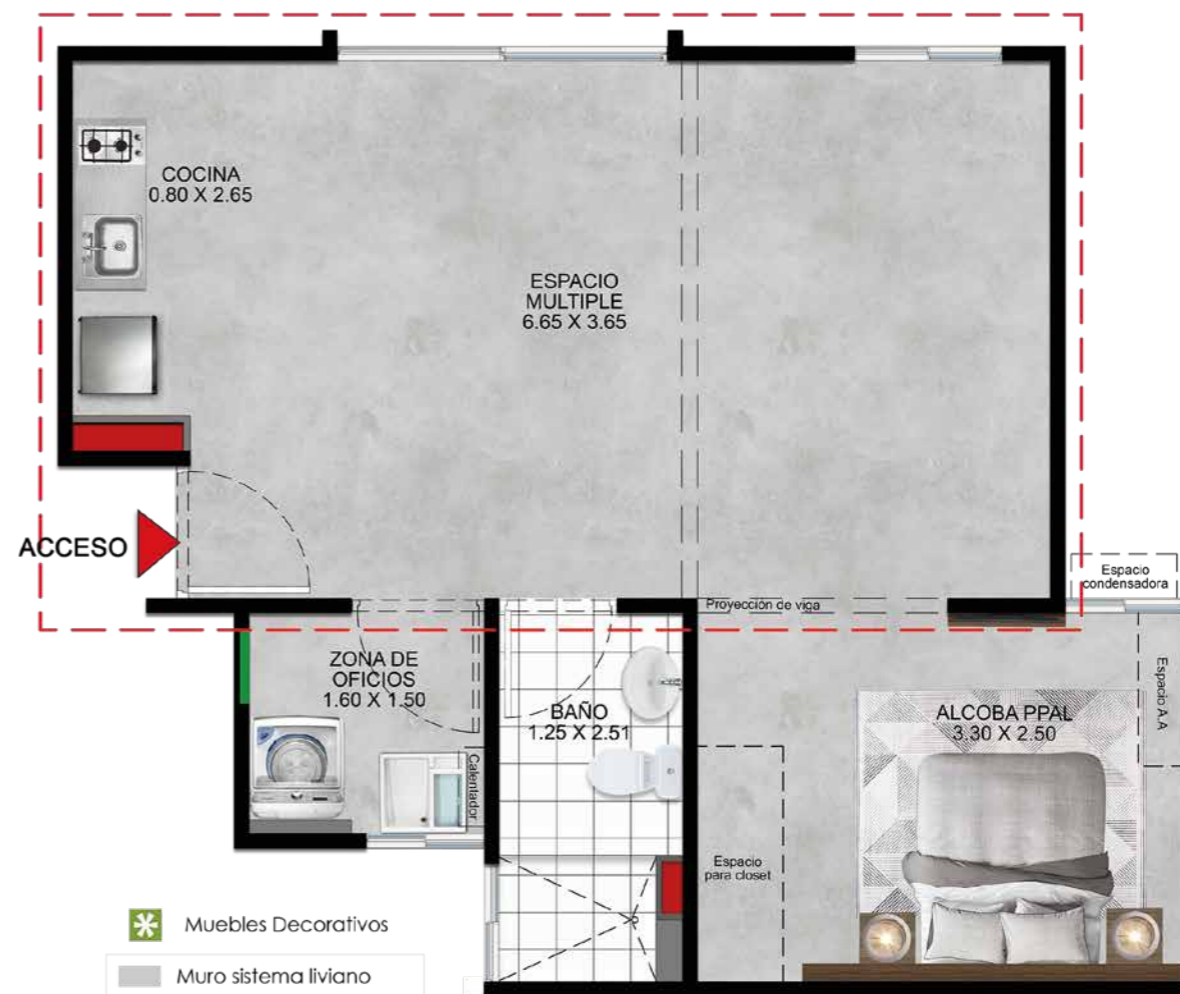 COCINA
0.80 X 2.65
ESPACIO
MULTIPLE
6.65 X 3.65
ACCESO
Espacio
condensadora
Proyección de viga
ZONA DE
OFICIOS
1.60 X 1.50
BAÑO
1.25 X 2.51
Calentador
ALCOBA PPAL
3.30 X 2.50
Espacio A.A
Espacio
para closet
Muebles Decorativos
Muro sistema liviano